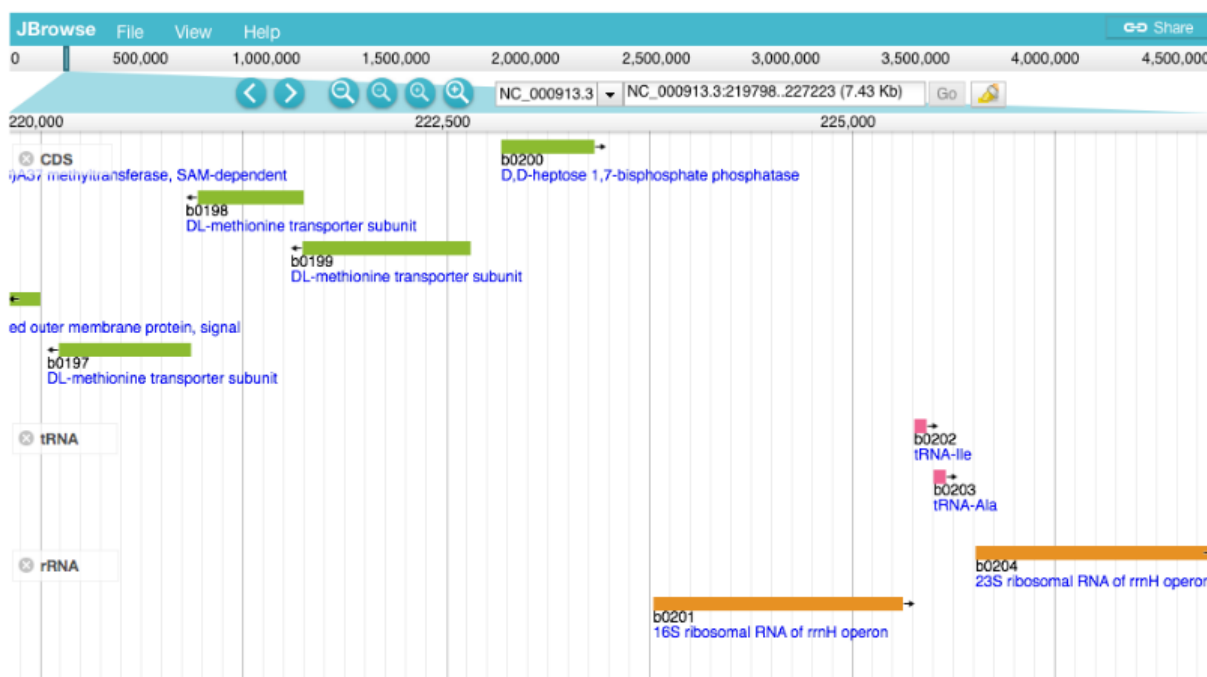 JBrowse File View Help Share
0 500,000 1,000,000 1,500,000 2,000,000 2,500,000 3,000,000 3,500,000 4,000,000 4,500,000
NC_000913.3 NC_000913.3:219798..227223 (7.43 Kb) Go
220,000 222,500 225,000
CDS
b0200
methyltransferase, SAM-dependent
D,D-heptose 1,7-bisphosphate phosphatase
b0198
DL-methionine transporter subunit
b0199
DL-methionine transporter subunit
ed outer membrane protein, signal
b0197
DL-methionine transporter subunit
tRNA
b0202
tRNA-Ile
b0203
tRNA-Ala
rRNA
b0204
23S ribosomal RNA of rrnH operon
b0201
16S ribosomal RNA of rrnH operon